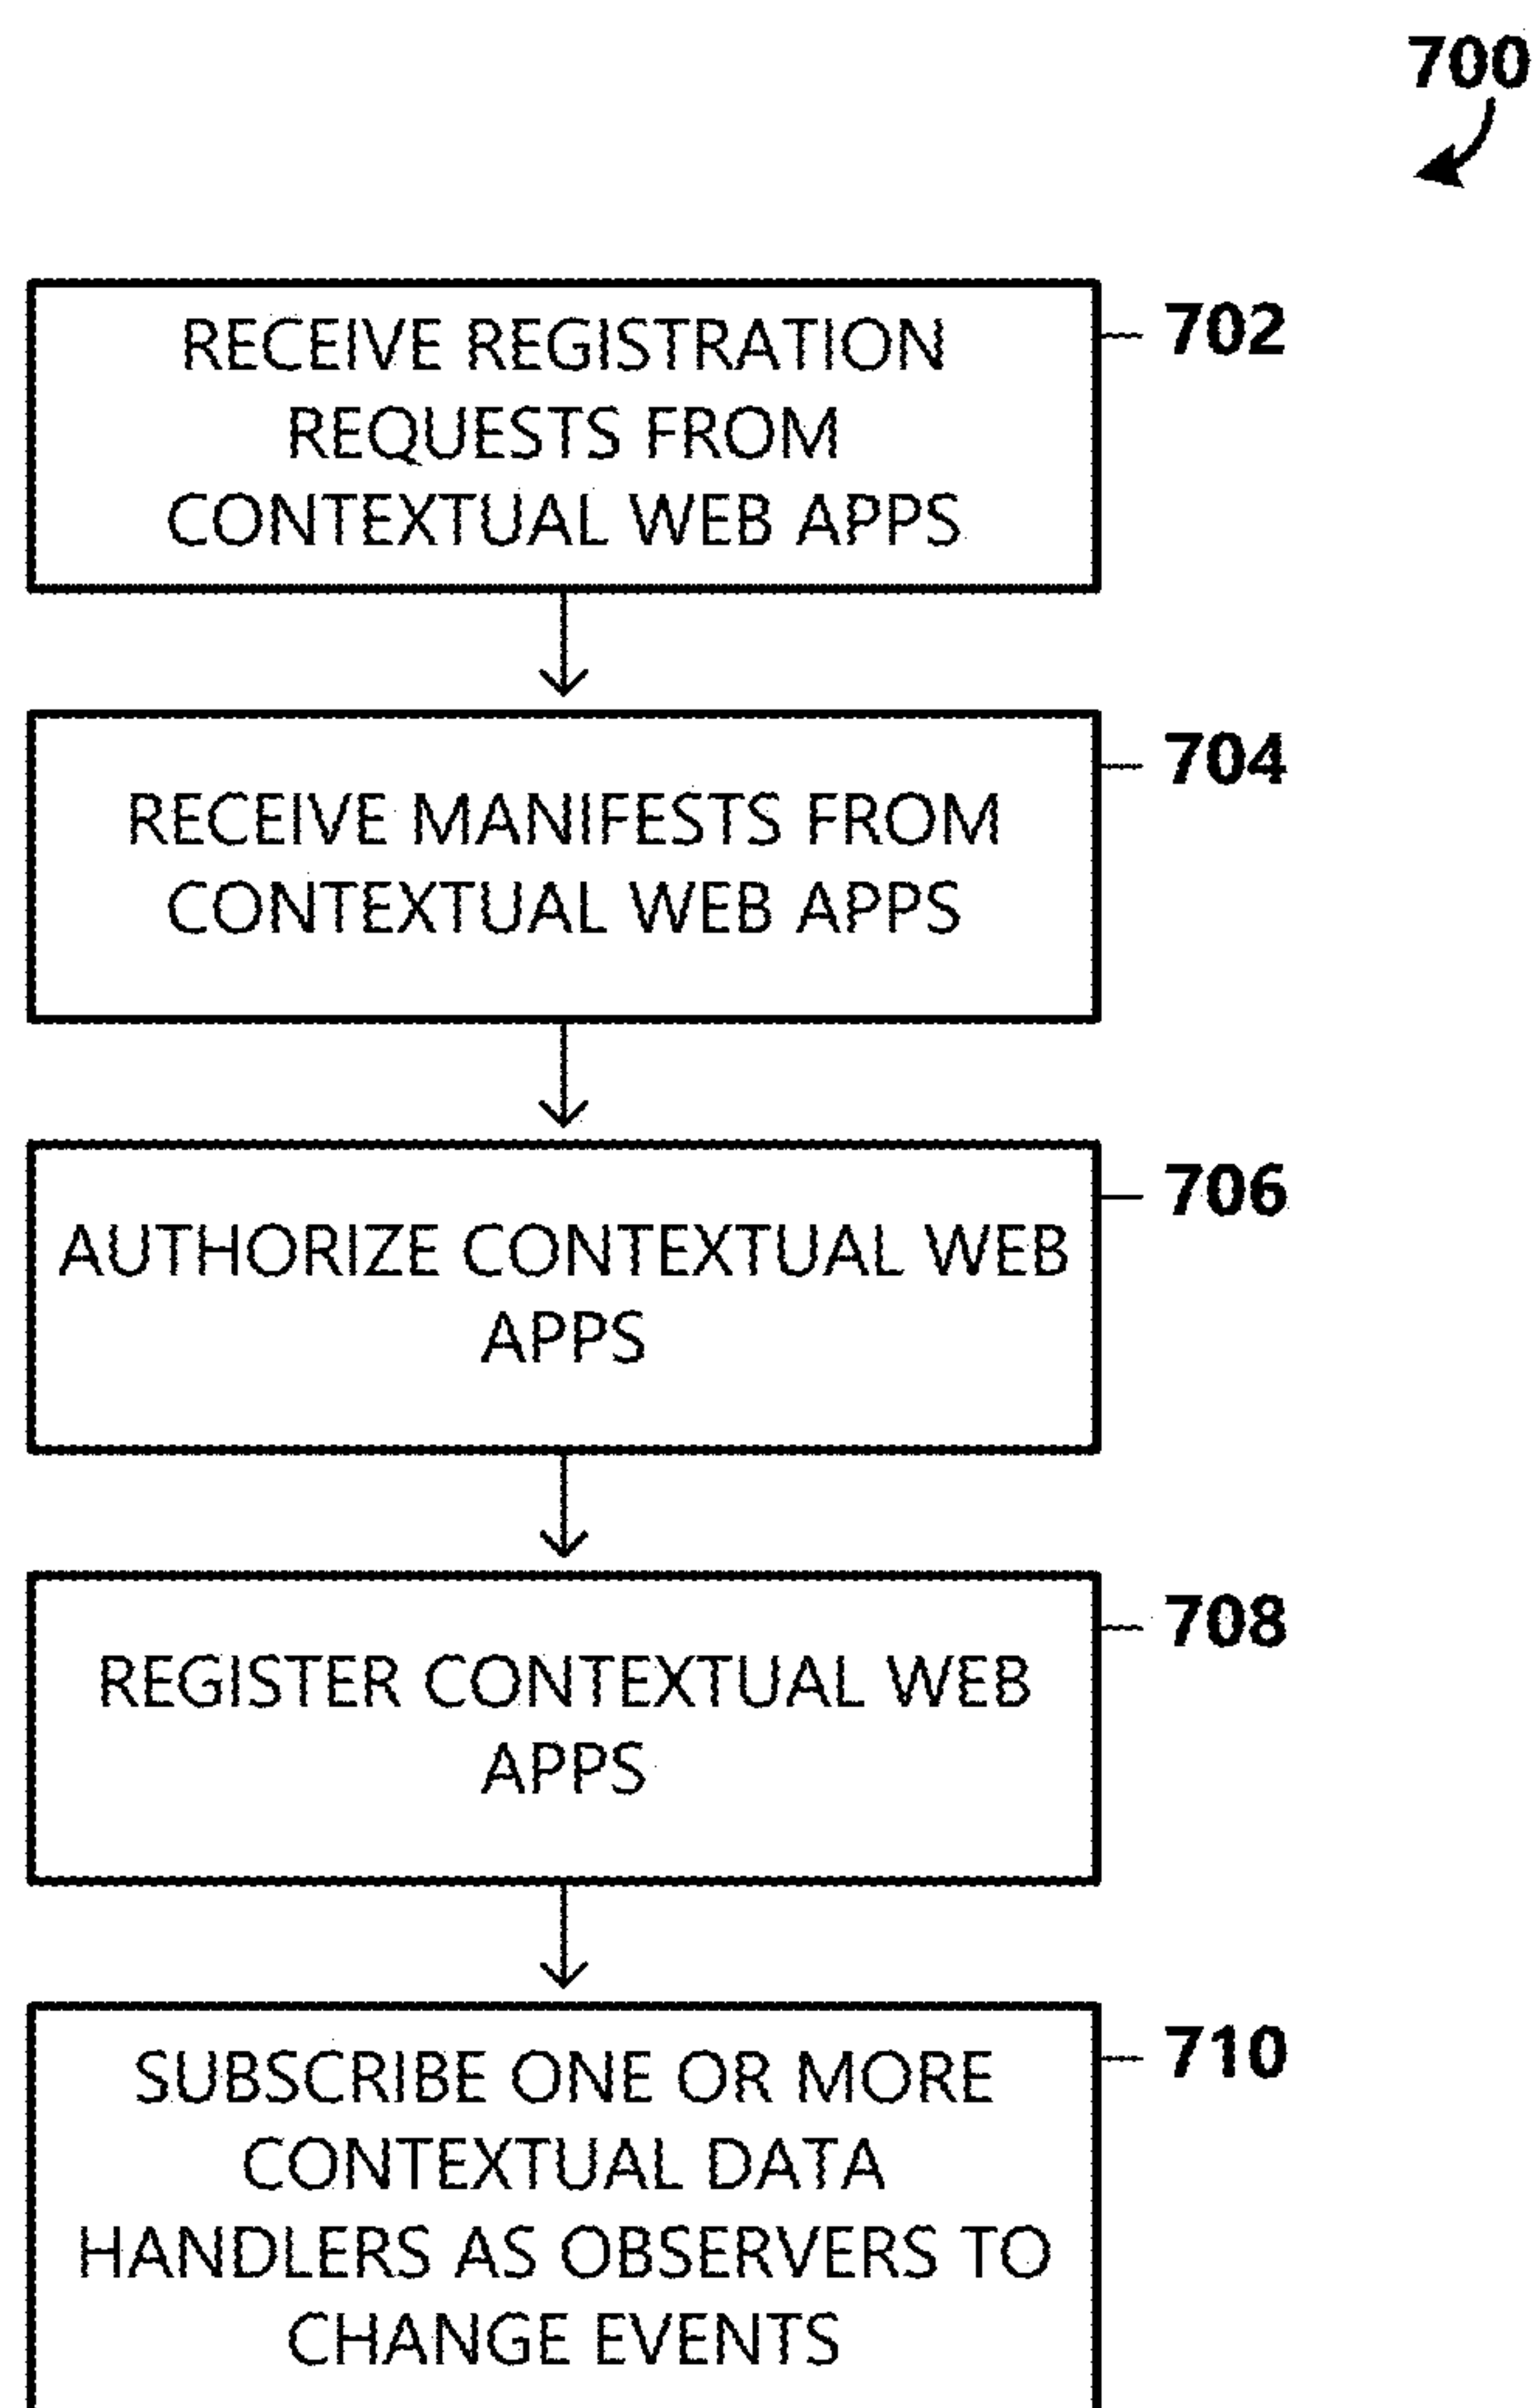 700
RECEIVE REGISTRATION
REQUESTS FROM
CONTEXTUAL WEB APPS
702
RECEIVE MANIFESTS FROM
CONTEXTUAL WEB APPS
704
AUTHORIZE CONTEXTUAL WEB
APPS
706
REGISTER CONTEXTUAL WEB
APPS
708
SUBSCRIBE ONE OR MORE
CONTEXTUAL DATA
HANDLERS AS OBSERVERS TO
CHANGE EVENTS
710